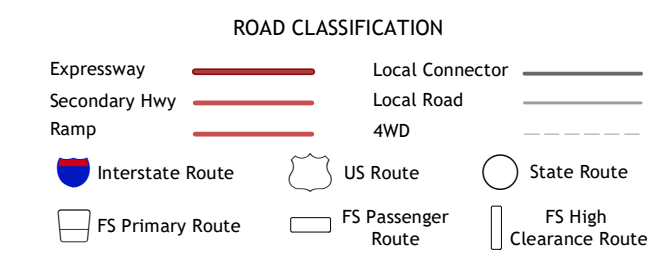 ROAD CLASSIFICATION
Expressway
Local Connector
Secondary Hwy
Local Road
Ramp
4WD
Interstate Route
US Route
State Route
FS Primary Route
FS Passenger
Route
FS High
Clearance Route